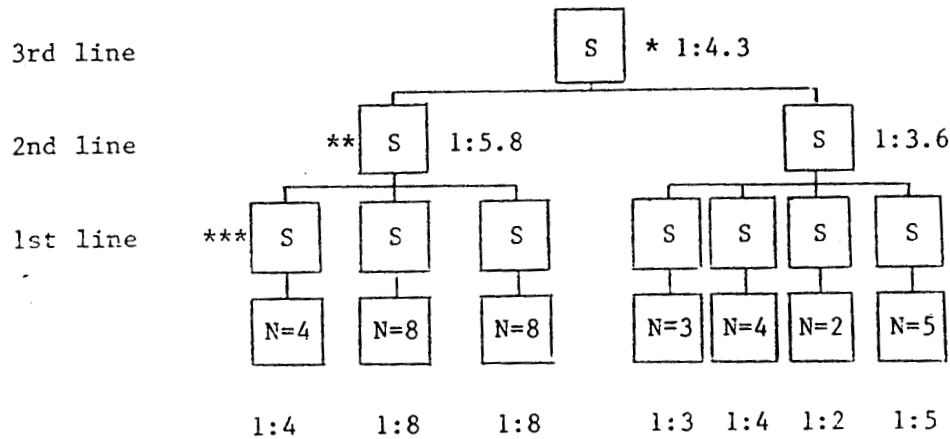 3rd line S * 1:4.3
2nd line ** S 1:5.8 S 1:3.6
1st line *** S S S S S S S
N=4 N=8 N=8 N=3 N=4 N=2 N=5
1:4 1:8 1:8 1:3 1:4 1:2 1:5